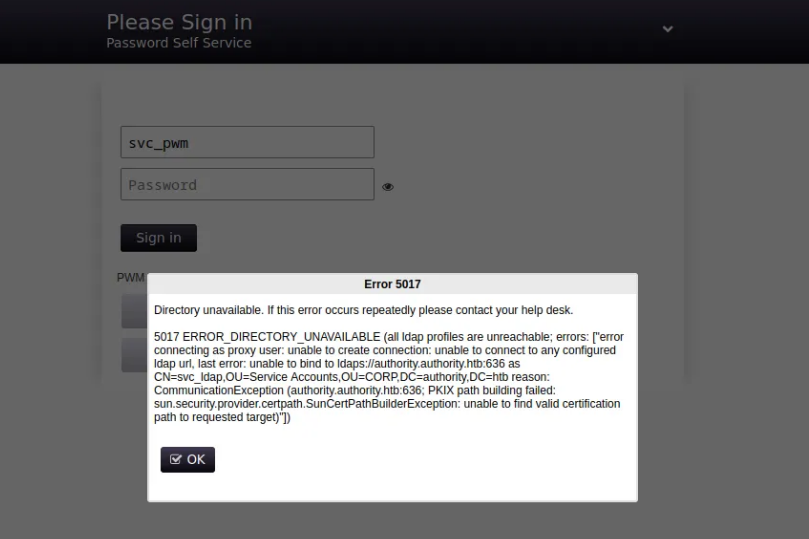 Please Sign in
Password Self Service
svc_pwm
Password
Sign in
PWM
Error 5017
Directory unavailable. If this error occurs repeatedly please contact your help desk.
5017 ERROR_DIRECTORY_UNAVAILABLE (all ldap profiles are unreachable; errors: ["error
connecting as proxy user: unable to create connection: unable to connect to any configured
ldap url, last error: unable to bind to ldaps://authority.authority.htb:636 as
CN=svc_ldap,OU=Service Accounts,OU=CORP,DC=authority,DC=htb reason:
CommunicationException (authority.authority.htb:636; PKIX path building failed:
sun.security.provider.certpath.SunCertPathBuilderException: unable to find valid certification
path to requested target)"])
OK